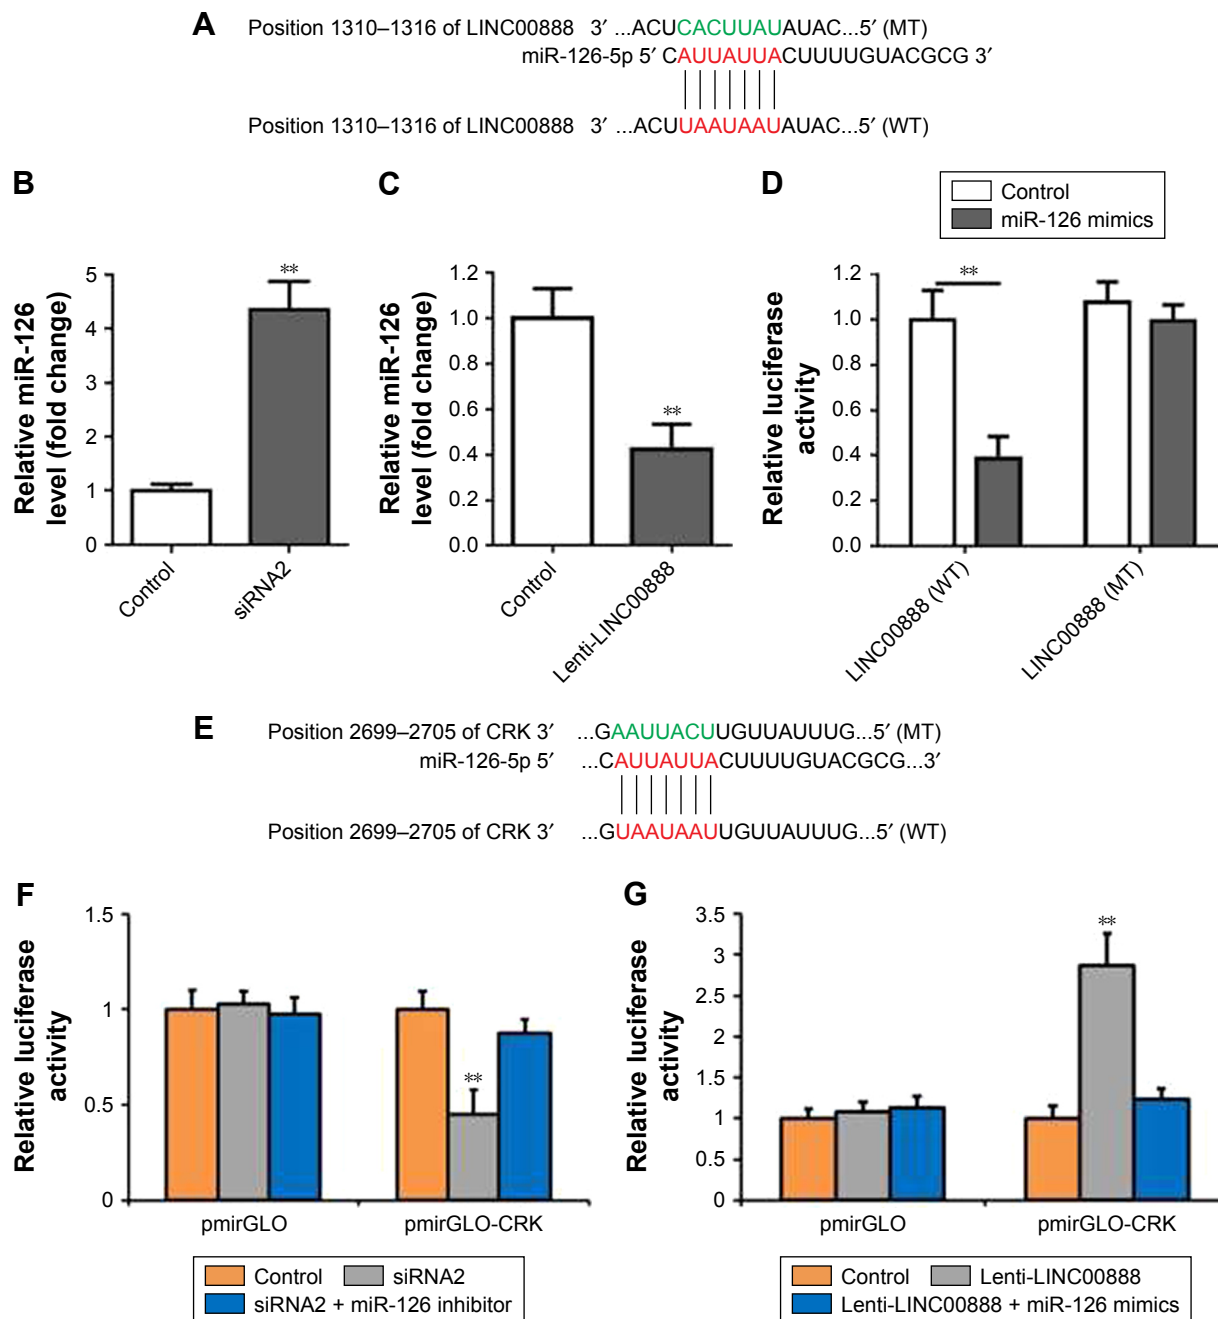 A
Position 1310–1316 of LINC00888 3′ ...ACUCACUUAUAUAC...5′ (MT)
miR-126-5p 5′ CAUUAUUACUUUUGUACGCG 3′
Position 1310–1316 of LINC00888 3′ ...ACUUAAUAAUAUAC...5′ (WT)
B
Relative miR-126
level (fold change)
5
4
3
2
1
0
**
Control
siRNA2
C
Relative miR-126
level (fold change)
1.2
1.0
0.8
0.6
0.4
0.2
0.0
**
Control
Lenti-LINC00888
D
Control
miR-126 mimics
Relative luciferase
activity
1.2
1.0
0.8
0.6
0.4
0.2
0.0
**
LINC00888 (WT)
LINC00888 (MT)
E
Position 2699–2705 of CRK 3′ ...GAAUUACUUGUUAUUUG...5′ (MT)
miR-126-5p 5′ ...CAUUAUUACUUUUGUACGCG...3′
Position 2699–2705 of CRK 3′ ...GUAAUAAUUGUUAUUUG...5′ (WT)
F
Relative luciferase
activity
1.5
1
0.5
0
**
pmirGLO
pmirGLO-CRK
Control
siRNA2
siRNA2 + miR-126 inhibitor
G
Relative luciferase
activity
3.5
3
2.5
2
1.5
1
0.5
0
**
pmirGLO
pmirGLO-CRK
Control
Lenti-LINC00888
Lenti-LINC00888 + miR-126 mimics